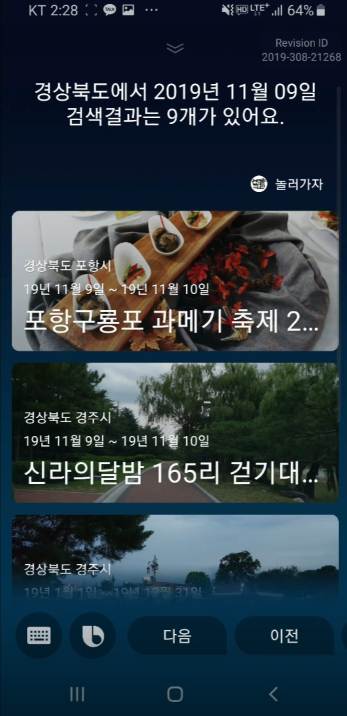 KT 2:28 ... LTE+ 64%
Revision ID
2019-308-21268
경상북도에서 2019년 11월 09일
검색결과는 9개가 있어요.
놀러가자
경상북도 포항시
19년 11월 9일 ~ 19년 11월 10일
포항구룡포 과메기 축제 2...
경상북도 경주시
19년 11월 9일 ~ 19년 11월 10일
신라의달밤 165리 걷기대...
경상북도 경주시
19년 1월 1일 ~ 19년 12월 31일
다음
이전